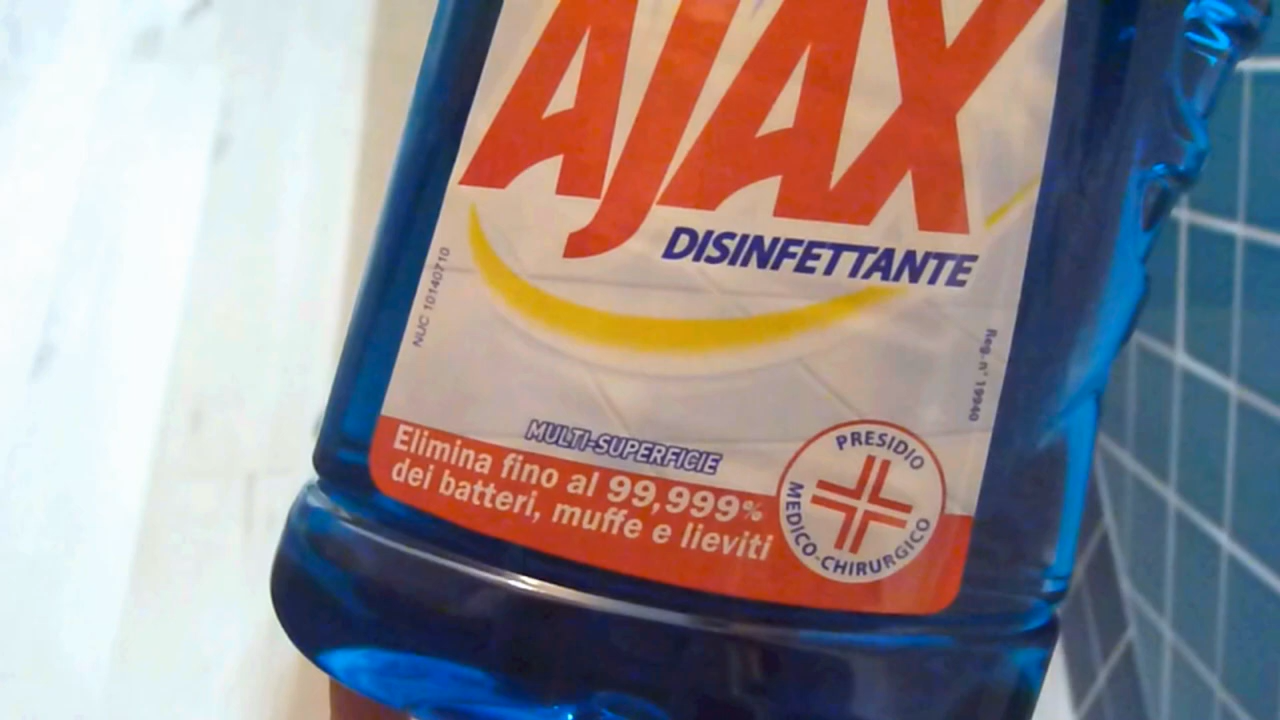 AJAX
DISINFETTANTE
NUC 10140710
Reg. n° 19940
MULTI-SUPERFICIE
Elimina fino al 99,999%
dei batteri, muffe e lieviti
PRESIDIO
MEDICO-CHIRURGICO